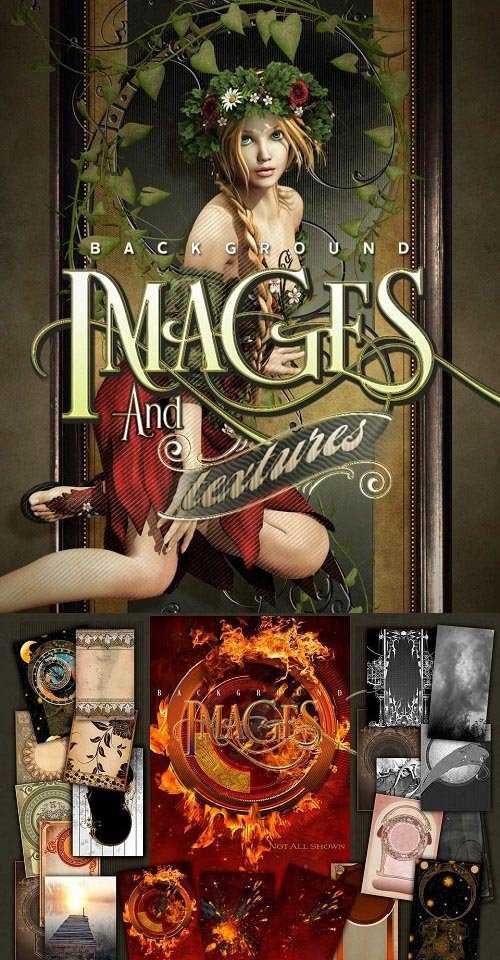 BACKGROUND
IMAGES
And
textures
BACKGROUND
IMAGES
NOT ALL SHOWN